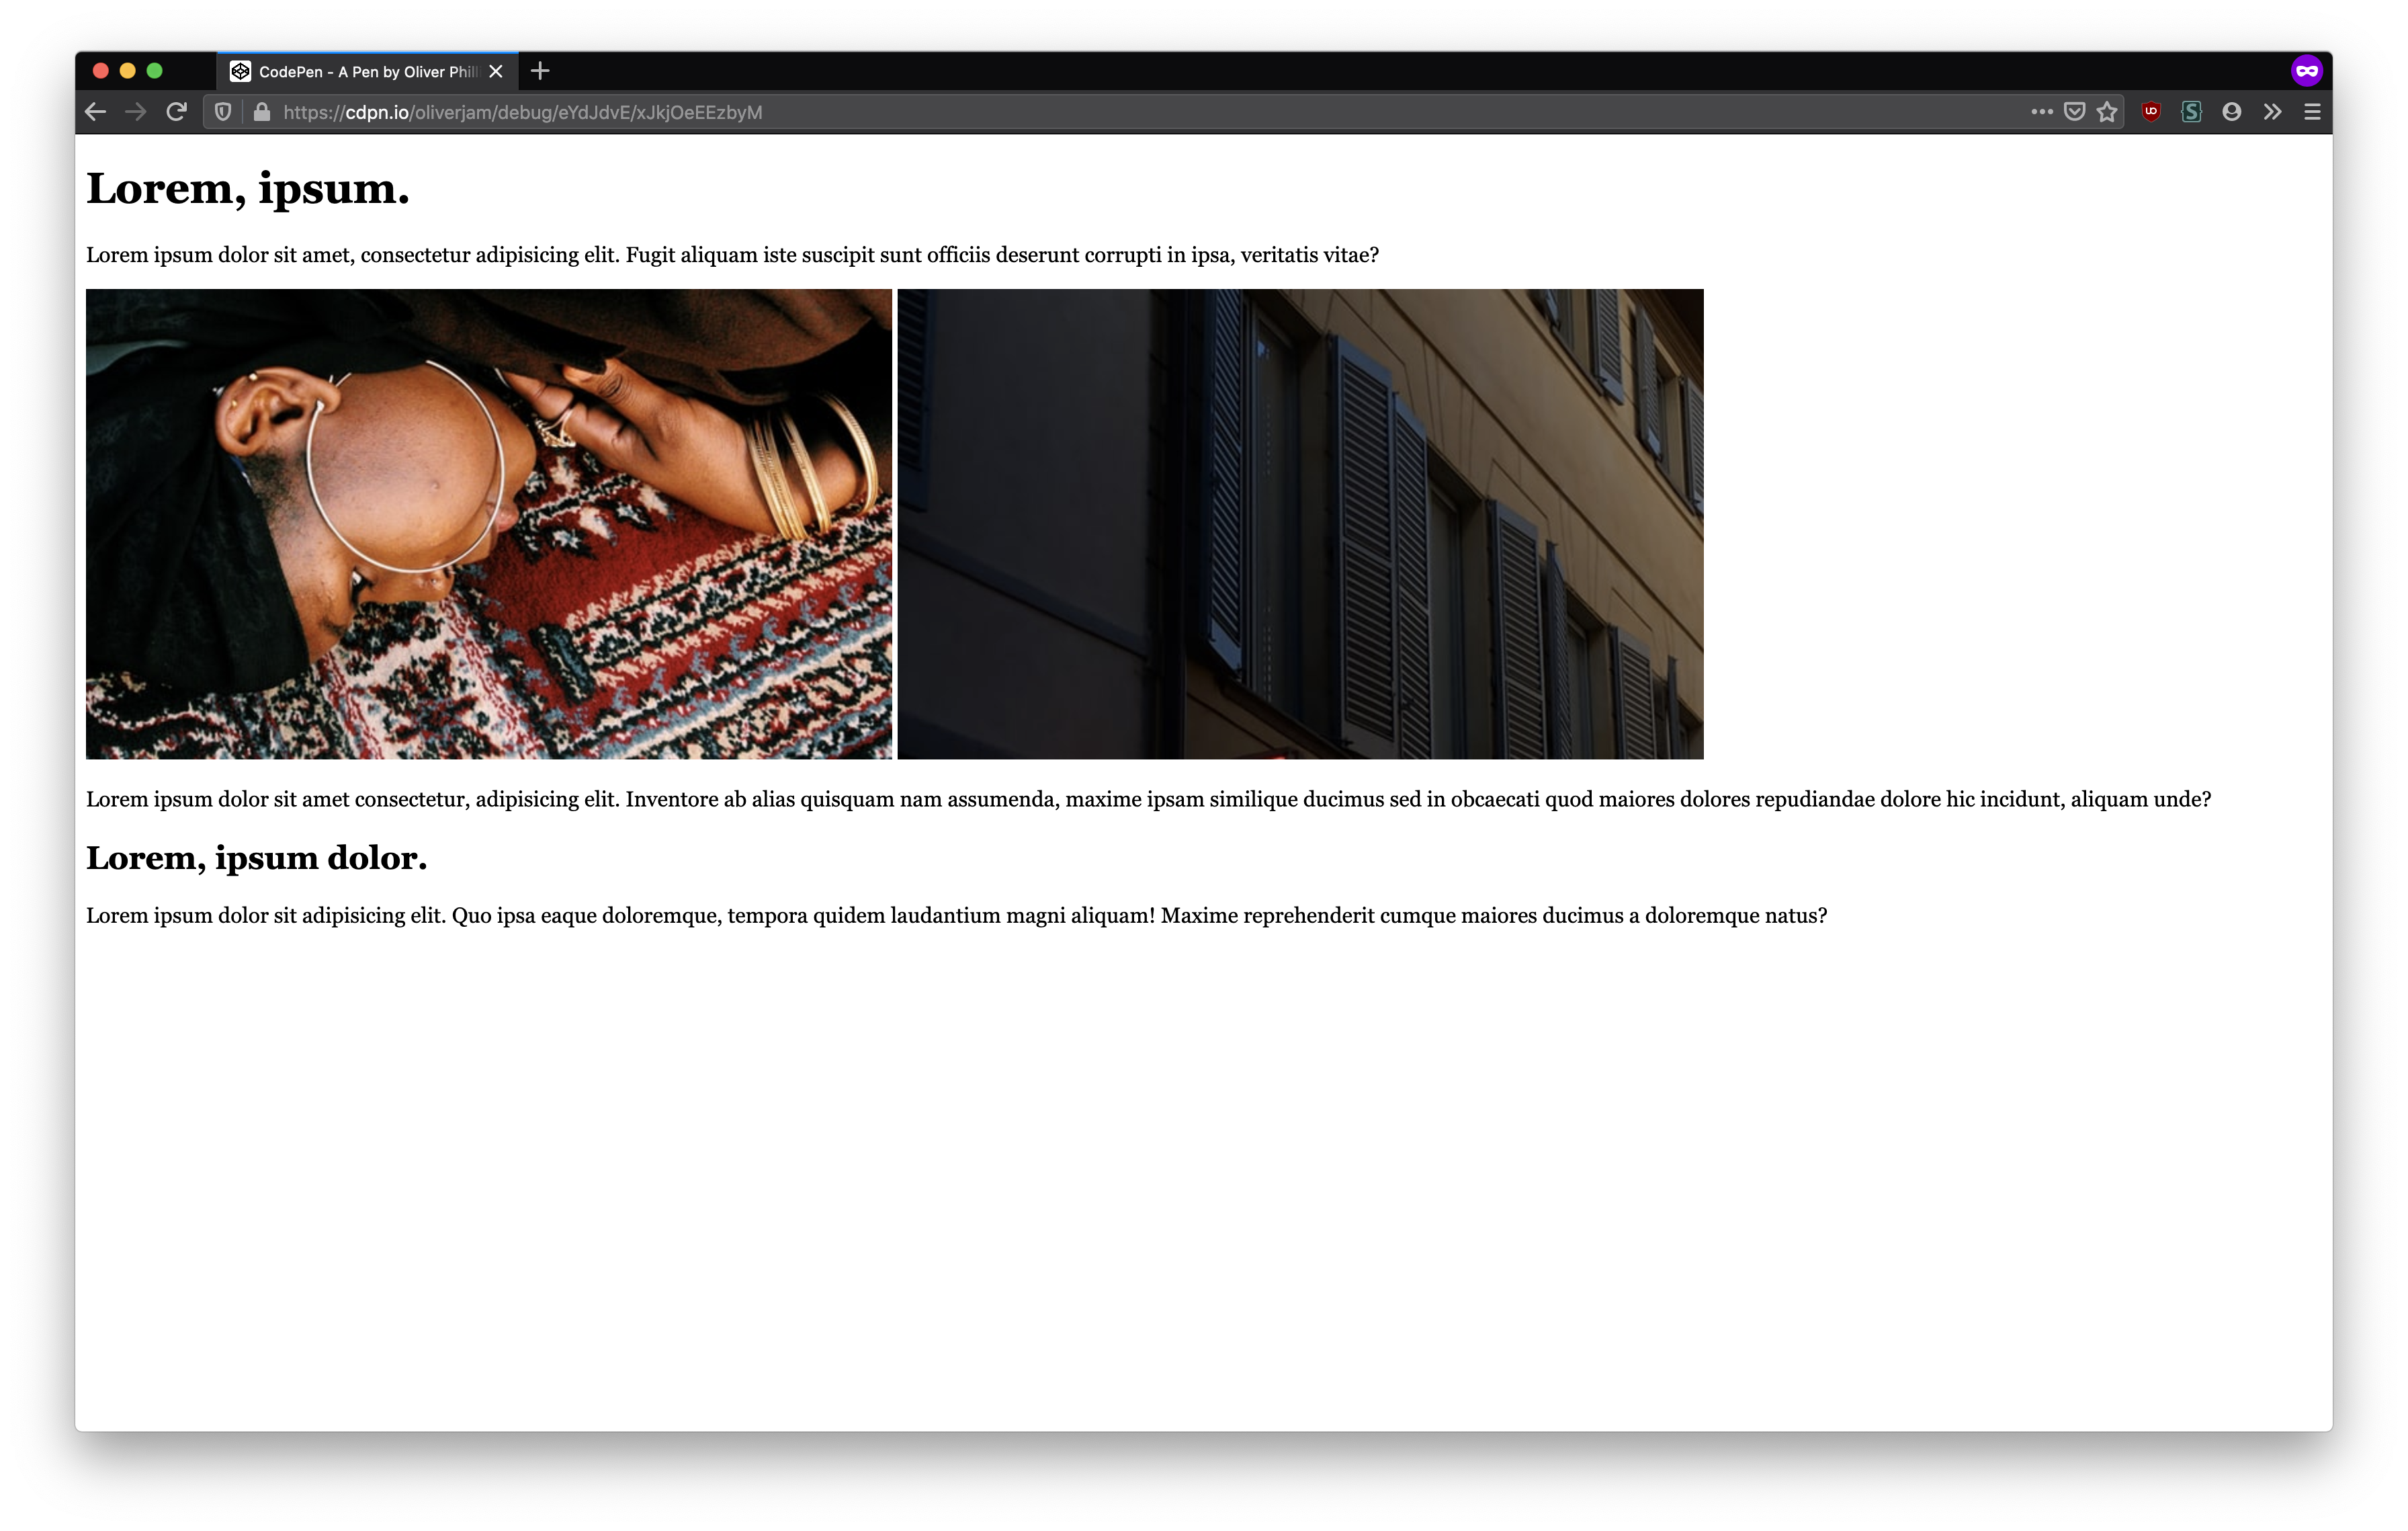 CodePen - A Pen by Oliver Phill
https://cdpn.io/oliverjam/debug/eYdJdvE/xJkjOeEEzbyM
Lorem, ipsum.
Lorem ipsum dolor sit amet, consectetur adipisicing elit. Fugit aliquam iste suscipit sunt officiis deserunt corrupti in ipsa, veritatis vitae?
Lorem ipsum dolor sit amet consectetur, adipisicing elit. Inventore ab alias quisquam nam assumenda, maxime ipsam similique ducimus sed in obcaecati quod maiores dolores repudiandae dolore hic incidunt, aliquam unde?
Lorem, ipsum dolor.
Lorem ipsum dolor sit adipisicing elit. Quo ipsa eaque doloremque, tempora quidem laudantium magni aliquam! Maxime reprehenderit cumque maiores ducimus a doloremque natus?